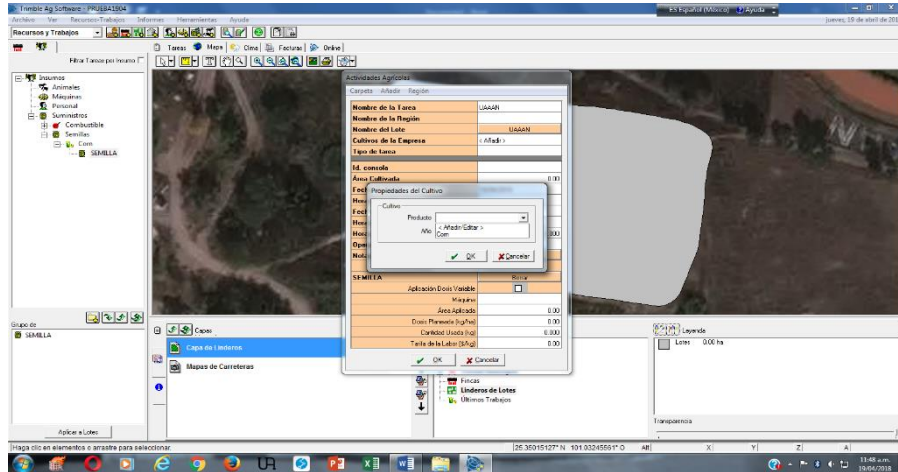 Trimble Ag Software - PRUEBA1904
ES Español (México) Ayuda
Archivo Ver Recursos-Trabajos Informes Herramientas Ayuda
jueves, 19 de abril de 201
Recursos y Trabajos
Tareas Mapa Clima Facturas Online
Filtrar Tareas por Insumo
Insumos
Animales
Máquinas
Personal
Suministros
Combustible
Semillas
Corn
SEMILLA
Actividades Agrícolas
Carpeta Añadir Región
Nombre de la Tarea UAAAN
Nombre de la Región
Nombre del Lote UAAAN
Cultivos de la Empresa < Añadir >
Tipo de tarea
Id. consola
Área Cultivada 0.00
Propiedades del Cultivo
Cultivo
Producto
Año
< Añadir/Editar >
Corn
OK Cancelar
SEMILLA Borrar
Aplicación Dosis Variable
Máquina
Área Aplicada 0.00
Dosis Planeada (kg/ha) 0.00
Cantidad Usada (kg) 0.000
Tarifa de la Labor ($/kg) 0.00
OK Cancelar
Grupo de
SEMILLA
Aplicar a Lotes
Capas
Capa de Linderos
Mapas de Carreteras
Fincas
Linderos de Lotes
Últimos Trabajos
Leyenda
Lotes 0.00 ha
Transparencia
Haga clic en elementos o arrastre para seleccionar.
25.35015127° N 101.03245561° O Alt X Y Z A
11:48 a.m.
19/04/2018